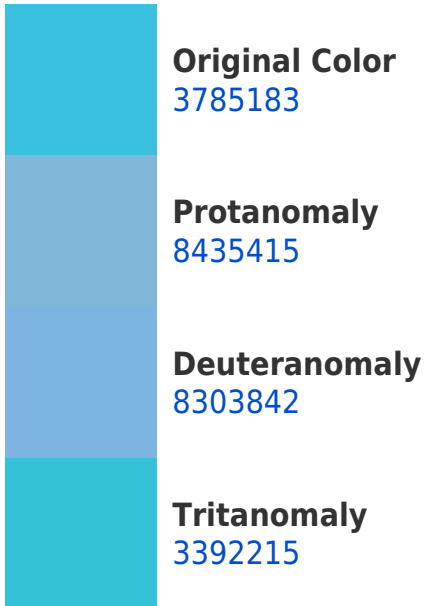 Original Color
3785183
Protanomaly
8435415
Deuteranomaly
8303842
Tritanomaly
3392215